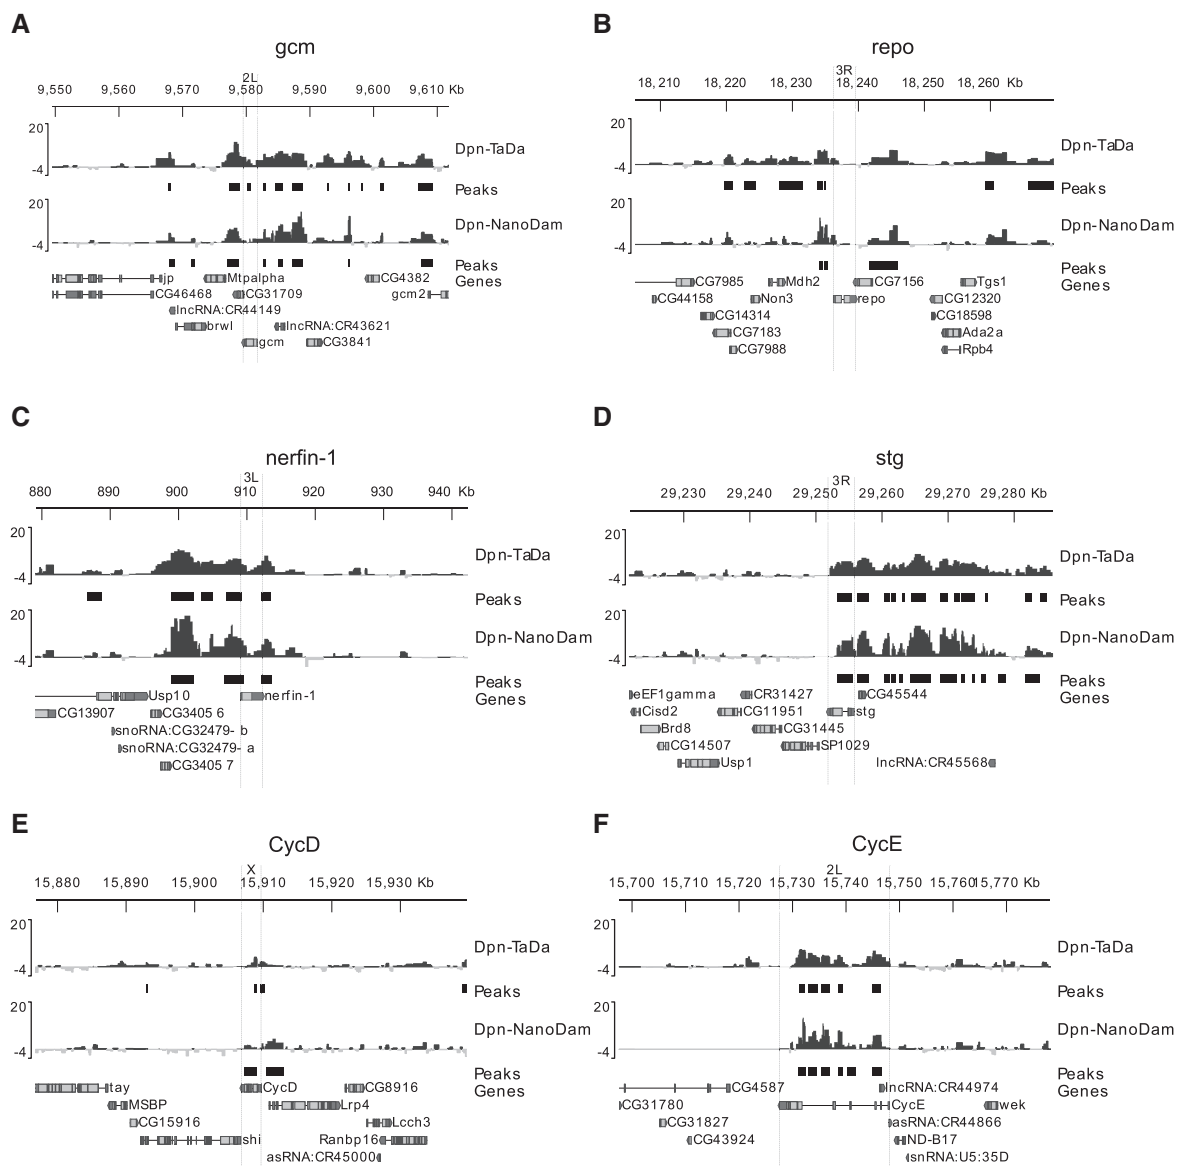 A
gcm
2L
9,550 9,560 9,570 9,580 9,590 9,600 9,610 Kb
20
-4
Dpn-TaDa
Peaks
20
-4
Dpn-NanoDam
Peaks
Genes
jp Mtpalpha CG4382
CG46468 CG31709 gcm2
lncRNA:CR44149
brwl lncRNA:CR43621
gcm CG3841
B
repo
3R
18,210 18,220 18,230 18,240 18,250 18,260 Kb
20
-4
Dpn-TaDa
Peaks
20
-4
Dpn-NanoDam
Peaks
Genes
CG7985 Mdh2 CG7156 Tgs1
CG44158 Non3 repo CG12320
CG14314 CG18598
CG7183 Ada2a
CG7988 Rpb4
C
nerfin-1
3L
880 890 900 910 920 930 940 Kb
20
-4
Dpn-TaDa
Peaks
20
-4
Dpn-NanoDam
Peaks
Genes
Usp10 nerfin-1
CG13907 CG3405 6
snoRNA:CG32479- b
snoRNA:CG32479- a
CG3405 7
D
stg
3R
29,230 29,240 29,250 29,260 29,270 29,280 Kb
20
-4
Dpn-TaDa
Peaks
20
-4
Dpn-NanoDam
Peaks
Genes
eEF1gamma CR31427 CG45544
Cisd2 CG11951 stg
Brd8 CG31445
CG14507 SP1029
Usp1 lncRNA:CR45568
E
CycD
X
15,880 15,890 15,900 15,910 15,920 15,930 Kb
20
-4
Dpn-TaDa
Peaks
20
-4
Dpn-NanoDam
Peaks
Genes
tay CycD CG8916
MSBP Lrp4
CG15916 Lcch3
shi Ranbp16
asRNA:CR45000
F
CycE
2L
15,700 15,710 15,720 15,730 15,740 15,750 15,760 15,770 Kb
20
-4
Dpn-TaDa
Peaks
20
-4
Dpn-NanoDam
Peaks
Genes
CG4587 lncRNA:CR44974
CG31780 CycE wek
CG31827 asRNA:CR44866
CG43924 ND-B17
snRNA:U5:35D